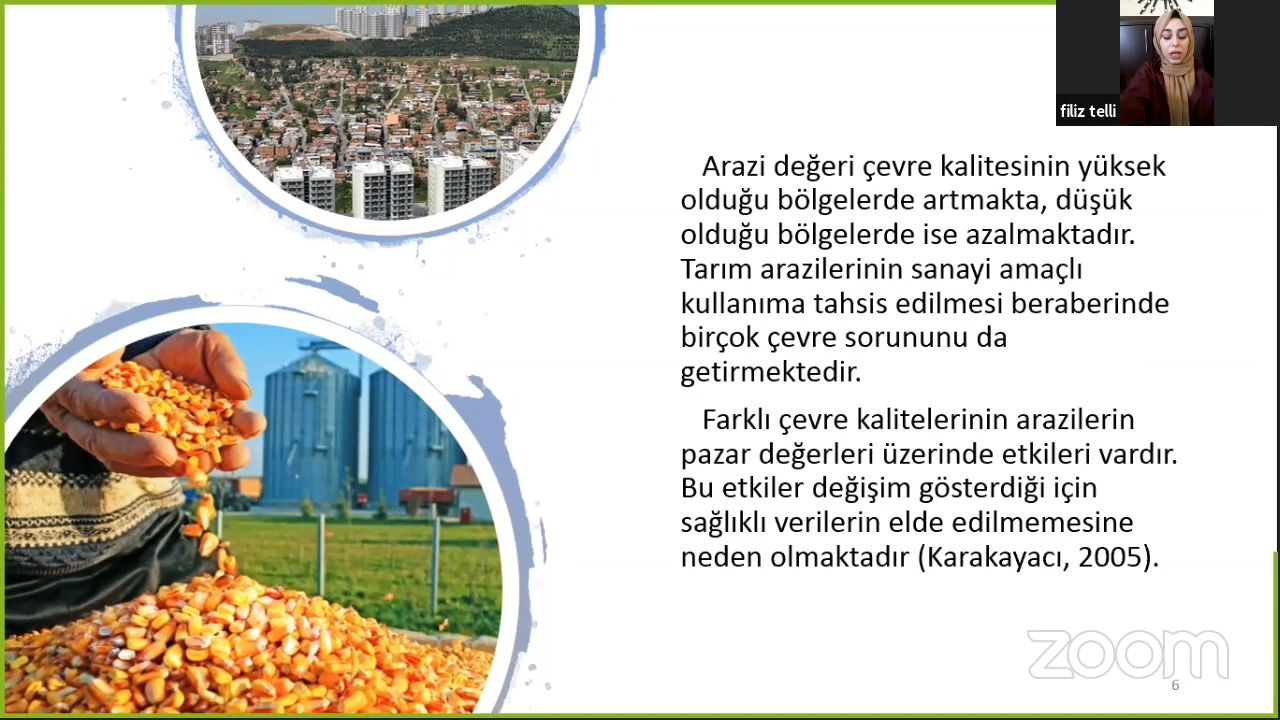 filiz telli
Arazi değeri çevre kalitesinin yüksek
olduğu bölgelerde artmakta, düşük
olduğu bölgelerde ise azalmaktadır.
Tarım arazilerinin sanayi amaçlı
kullanıma tahsis edilmesi beraberinde
birçok çevre sorununu da
getirmektedir.
Farklı çevre kalitelerinin arazilerin
pazar değerleri üzerinde etkileri vardır.
Bu etkiler değişim gösterdiği için
sağlıklı verilerin elde edilmemesine
neden olmaktadır (Karakayacı, 2005).
zoom
6